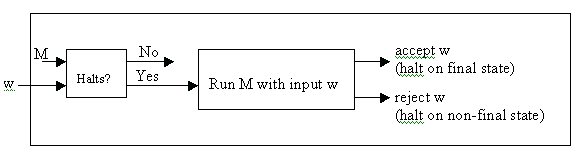 M
w
Halts?
No
Yes
Run M with input w
accept w
(halt on final state)
reject w
(halt on non-final state)